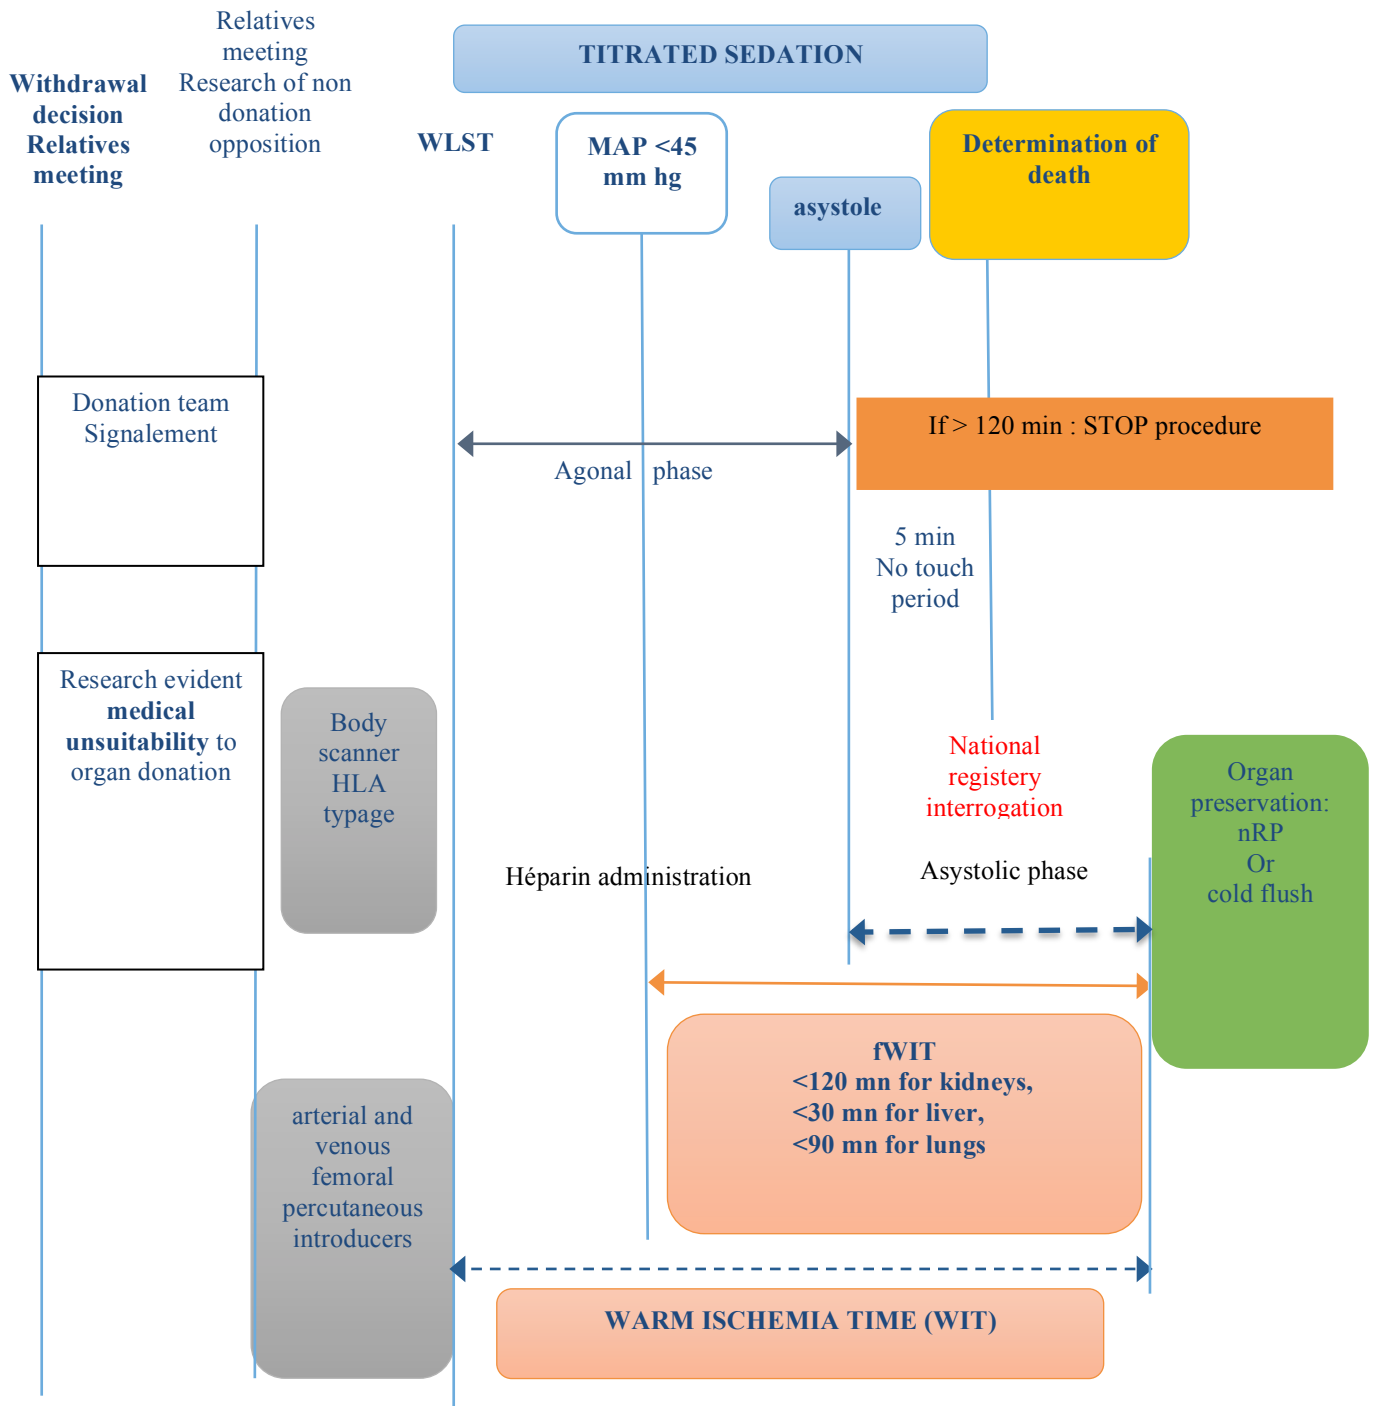 Withdrawal
decision
Relatives
meeting
Relatives
meeting
Research of non
donation
opposition
TITRATED SEDATION
WLST
MAP <45
mm hg
asystole
Determination of
death
Donation team
Signalement
If > 120 min : STOP procedure
Agonal phase
5 min
No touch
period
Research evident
medical
unsuitability to
organ donation
Body
scanner
HLA
typage
National
registery
interrogation
Organ
preservation:
nRP
Or
cold flush
Héparin administration
Asystolic phase
fWIT
<120 mn for kidneys,
<30 mn for liver,
<90 mn for lungs
arterial and
venous
femoral
percutaneous
introducers
WARM ISCHEMIA TIME (WIT)